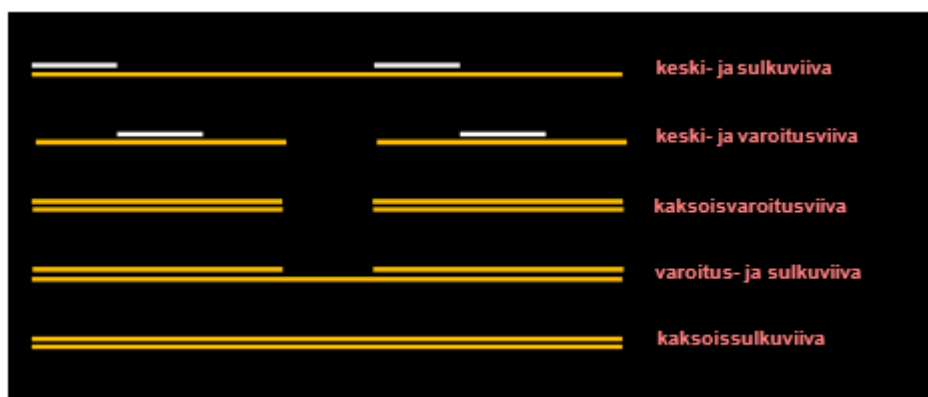 keski- ja sulkuviiva
keski- ja varoitusviiva
kaksoisvaroitusviiva
varoitus- ja sulkuviiva
kaksoissulkuviiva